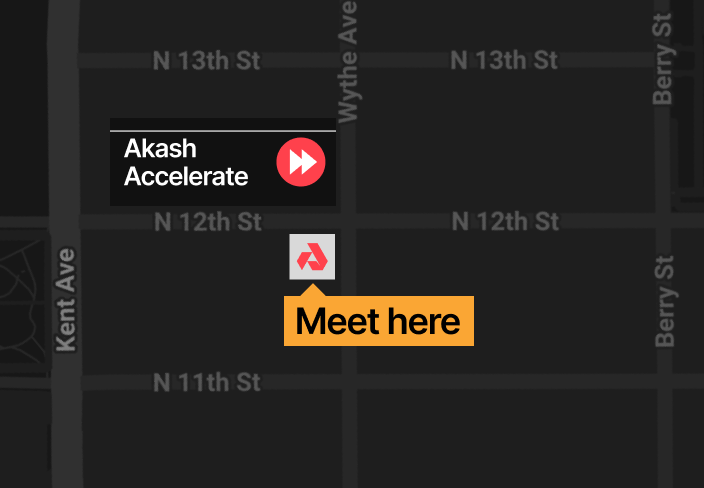 Wythe Ave
Berry St
N 13th St
N 13th St
Akash
Accelerate
N 12th St
N 12th St
Kent Ave
Berry St
Meet here
N 11th St